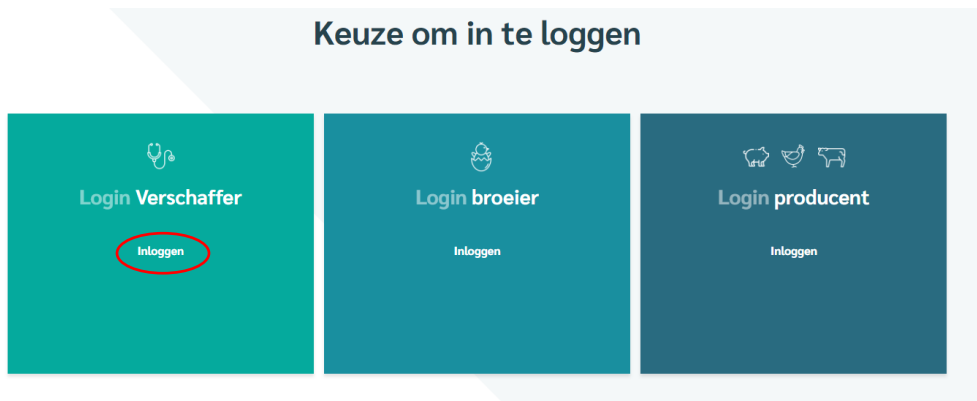 Keuze om in te loggen
Login Verschaffer
Inloggen
Login broeier
Inloggen
Login producent
Inloggen